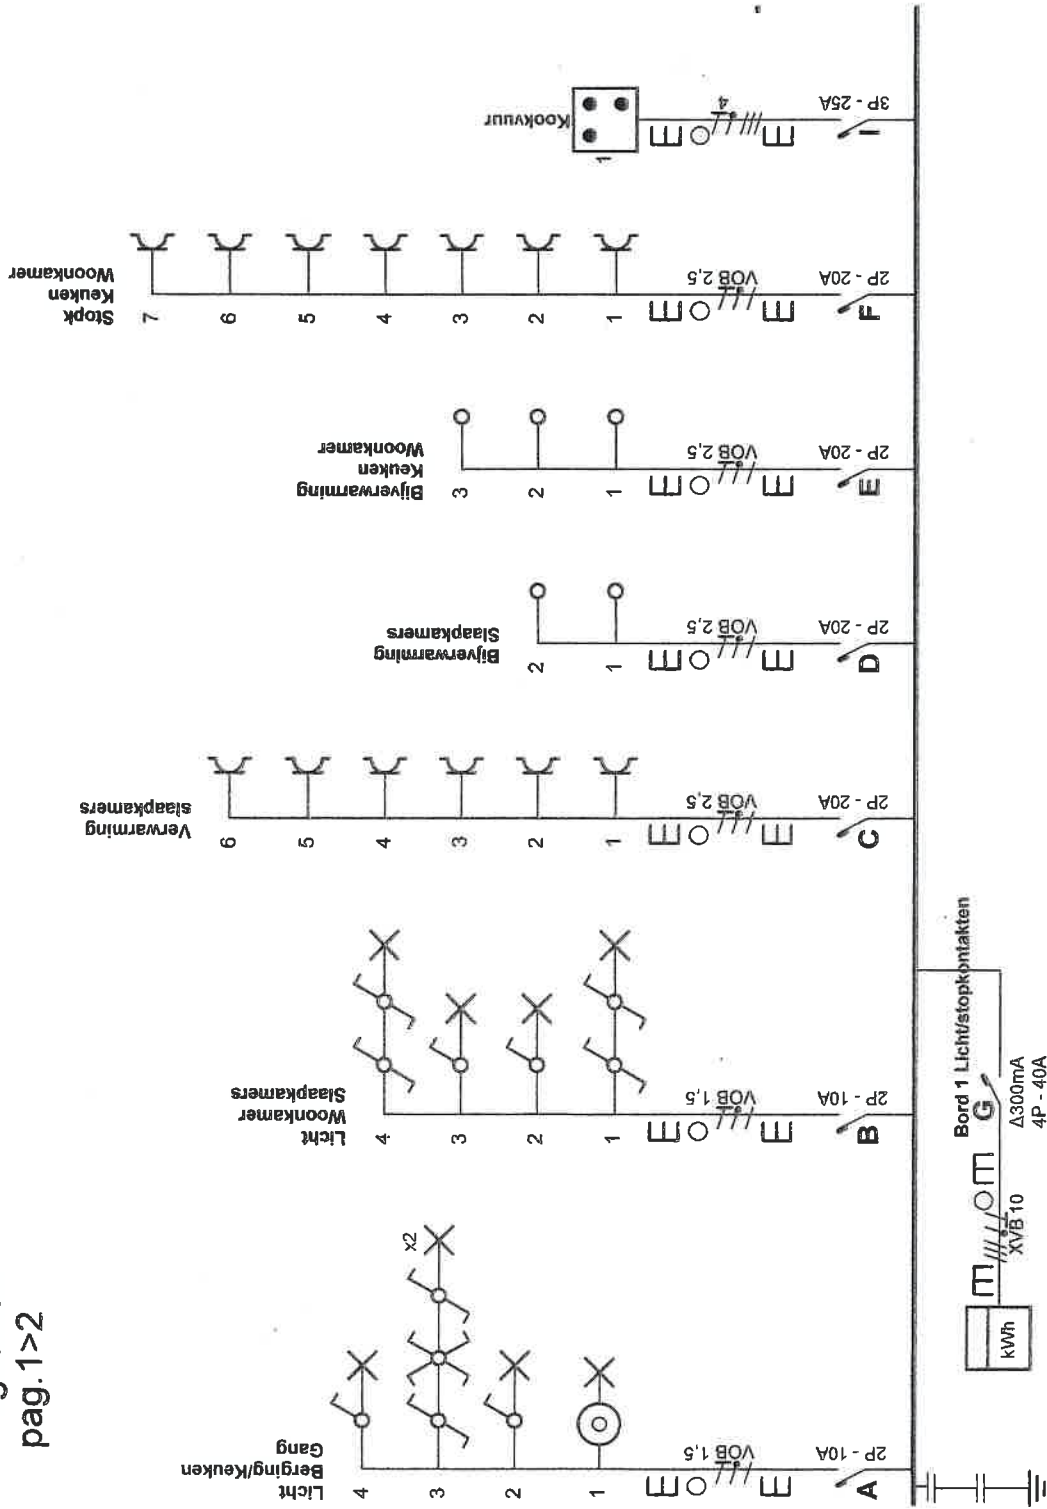 pag. 1>2
Licht
Berging/Keuken
Gang
4
3
x2
2
1
VOB 1,5
2P - 10A
A
Licht
Woonkamer
Slaapkamers
4
3
2
1
VOB 1,5
2P - 10A
B
Verwarming
slaapkamers
6
5
4
3
2
1
VOB 2,5
2P - 20A
C
Bijverwarming
Slaapkamers
2
1
VOB 2,5
2P - 20A
D
Bijverwarming
Keuken
Woonkamer
3
2
1
VOB 2,5
2P - 20A
E
Stopk
Keuken
Woonkamer
7
6
5
4
3
2
1
VOB 2,5
2P - 20A
F
Kookvuur
1
4
3P - 25A
I
Bord 1 Licht/stopkontakten
G
Δ300mA
4P - 40A
XVB 10
kWh